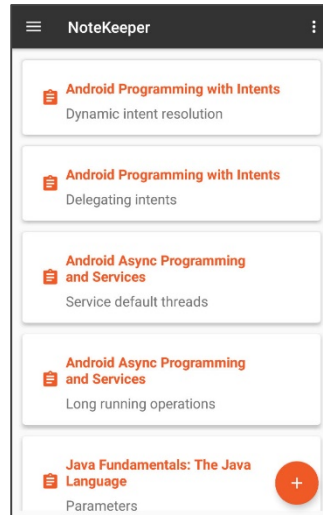 NoteKeeper
Android Programming with Intents
Dynamic intent resolution
Android Programming with Intents
Delegating intents
Android Async Programming
and Services
Service default threads
Android Async Programming
and Services
Long running operations
Java Fundamentals: The Java
Language
Parameters